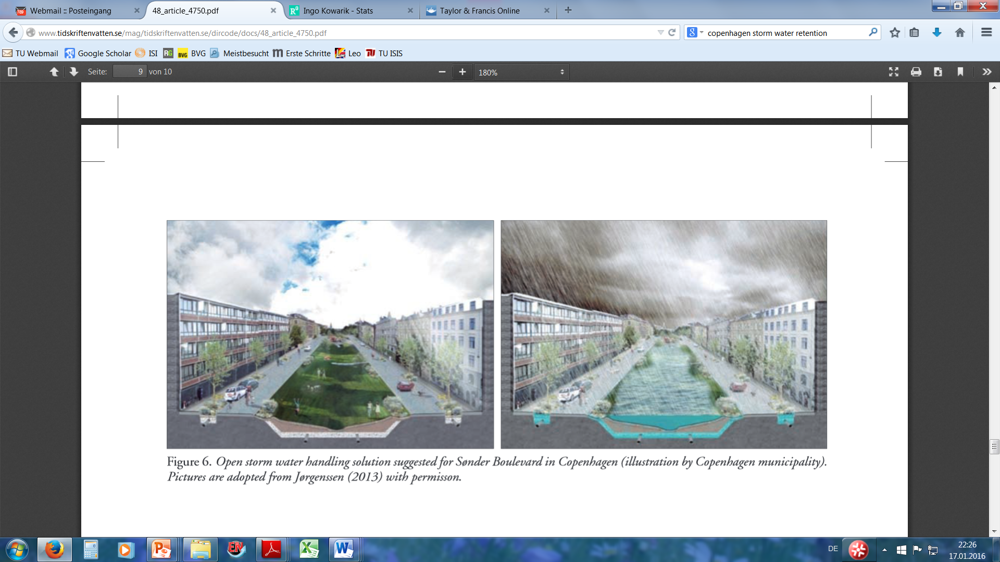 Webmail :: Posteingang
48_article_4750.pdf
Ingo Kowarik - Stats
Taylor & Francis Online
www.tidskriftenvatten.se/mag/tidskriftenvatten.se/dircode/docs/48_article_4750.pdf
copenhagen storm water retention
TU Webmail
Google Scholar
ISI
RG
BVG BVG
Meistbesucht
Erste Schritte
Leo
TU ISIS
Seite: 9 von 10
180%
Figure 6. Open storm water handling solution suggested for Sønder Boulevard in Copenhagen (illustration by Copenhagen municipality).
Pictures are adopted from Jørgenssen (2013) with permisson.
DE
22:26
17.01.2016